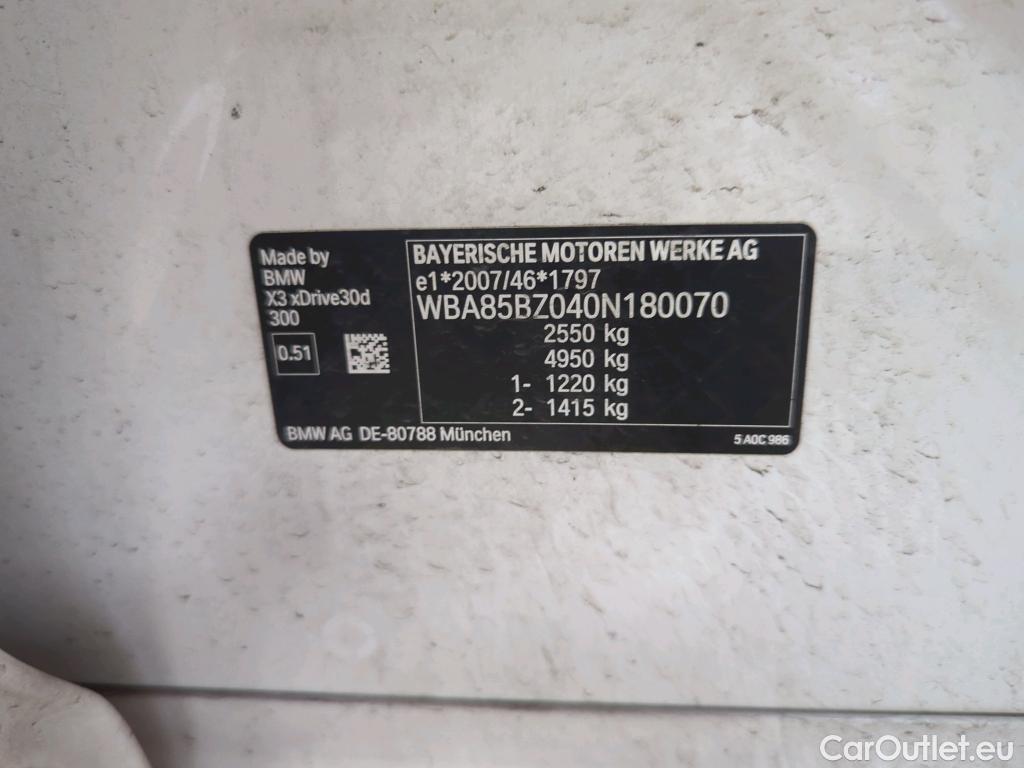 Made by
BMW
X3 xDrive30d
300
0.51
BAYERISCHE MOTOREN WERKE AG
e1*2007/46*1797
WBA85BZ040N180070
2550 kg
4950 kg
1- 1220 kg
2- 1415 kg
BMW AG DE-80788 München
5 A0C 986
CarOutlet.eu